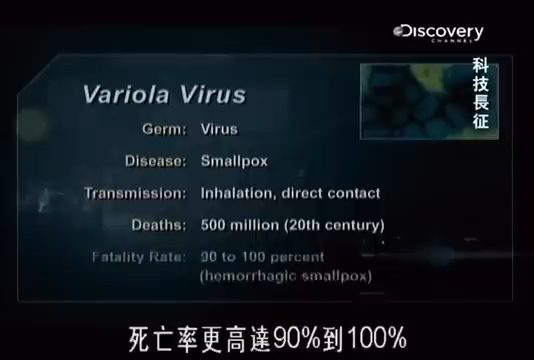 Discovery
CHANNEL
科技長征
Variola Virus
Germ: Virus
Disease: Smallpox
Transmission: Inhalation, direct contact
Deaths: 500 million (20th century)
Fatality Rate: 90 to 100 percent
(hemorrhagic smallpox)
死亡率更高達90%到100%